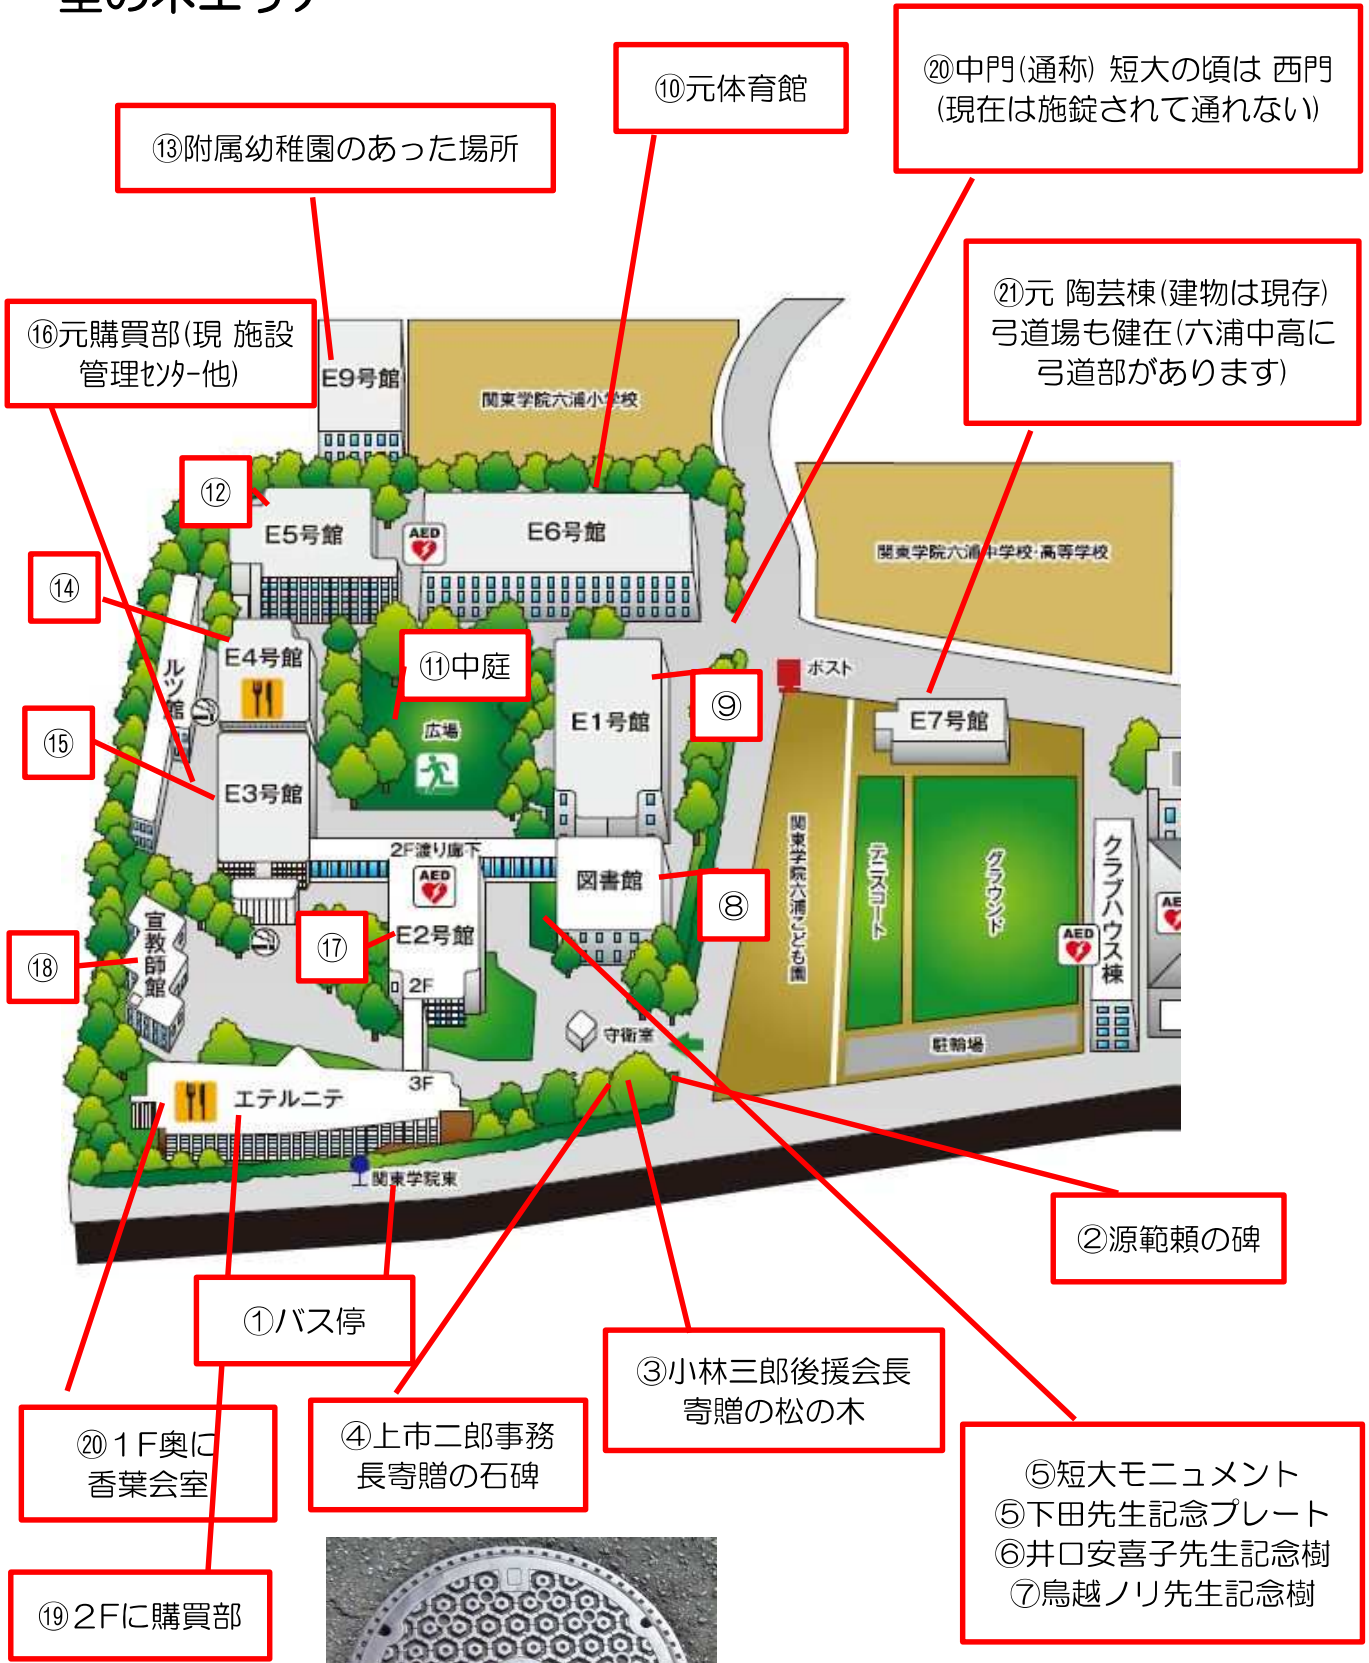 ⑩元体育館
⑳中門(通称) 短大の頃は 西門
(現在は施錠されて通れない)
⑬附属幼稚園のあった場所
㉑元 陶芸棟(建物は現存)
弓道場も健在(六浦中高に
弓道部があります)
⑯元購買部(現 施設
管理ｾﾝﾀｰ他)
E9号館
関東学院六浦小学校
⑫
E5号館
AED
E6号館
関東学院六浦中学校・高等学校
⑭
E4号館
ルツ館
⑪中庭
広場
ポスト
⑨
E1号館
E7号館
⑮
E3号館
2F渡り廊下
AED
図書館
⑧
関東学院六浦こども園
テニスコート
グラウンド
クラブハウス棟
AED
宣教師館
⑱
⑰
E2号館
2F
守衛室
駐輪場
3F
エテルニテ
関東学院東
②源範頼の碑
①バス停
③小林三郎後援会長
寄贈の松の木
④上市二郎事務
長寄贈の石碑
⑳１F奥に
香葉会室
⑤短大モニュメント
⑤下田先生記念プレート
⑥井口安喜子先生記念樹
⑦鳥越ノリ先生記念樹
⑲２Fに購買部